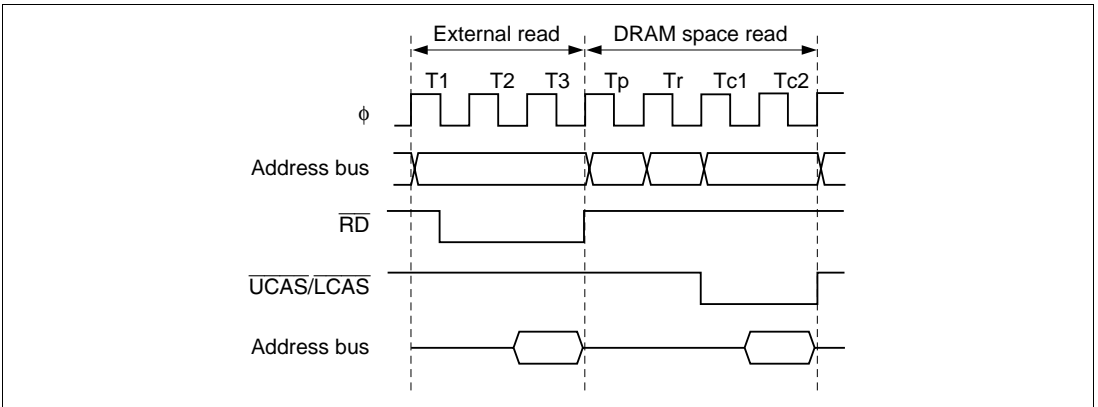 External read DRAM space read
T1 T2 T3 Tp Tr Tc1 Tc2
ϕ
Address bus
RD
UCAS/LCAS
Address bus